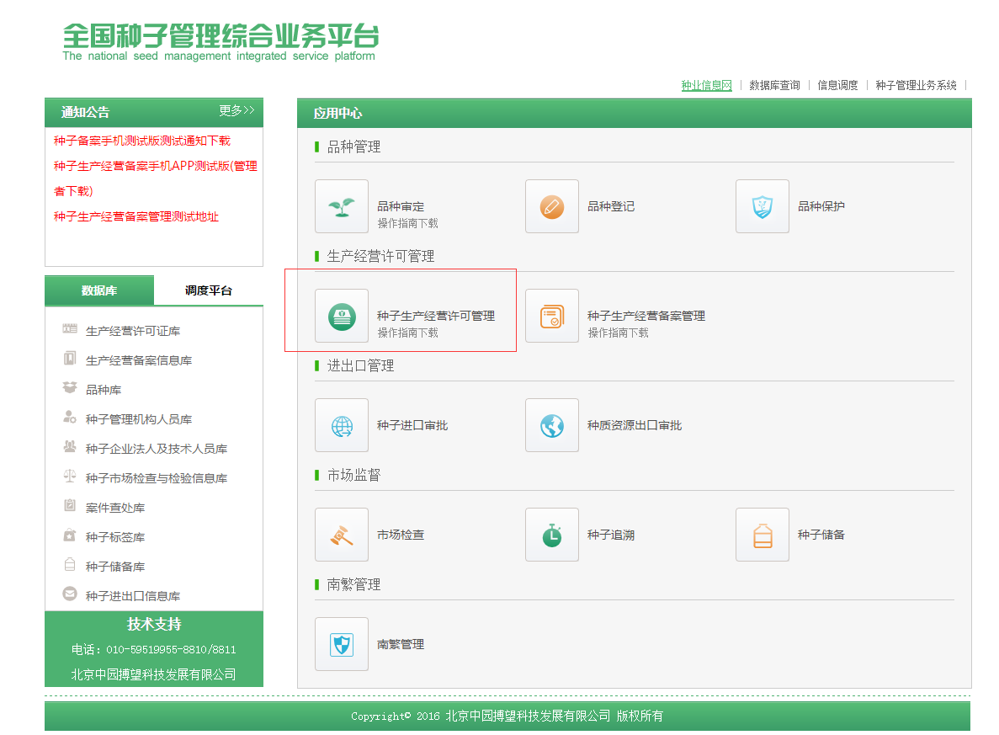 全国种子管理综合业务平台
The national seed management integrated service platform
种业信息网 | 数据库查询 | 信息调度 | 种子管理业务系统 |
通知公告 更多>>
种子备案手机测试版测试通知下载
种子生产经营备案手机APP测试版(管理
者下载)
种子生产经营备案管理测试地址
数据库 调度平台
生产经营许可证库
生产经营备案信息库
品种库
种子管理机构人员库
种子企业法人及技术人员库
种子市场检查与检验信息库
案件查处库
种子标签库
种子储备库
种子进出口信息库
技术支持
电话：010-59519955-8810/8811
北京中园搏望科技发展有限公司
应用中心
品种管理
品种审定
操作指南下载
品种登记
品种保护
生产经营许可管理
种子生产经营许可管理
操作指南下载
种子生产经营备案管理
操作指南下载
进出口管理
种子进口审批
种质资源出口审批
市场监督
市场检查
种子追溯
种子储备
南繁管理
南繁管理
Copyright© 2016 北京中园搏望科技发展有限公司 版权所有